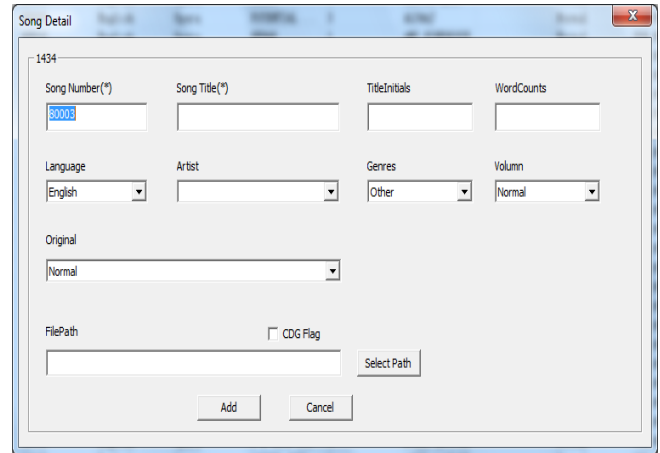 Song Detail
1434
Song Number(*) Song Title(*) TitleInitials WordCounts
80003
Language Artist Genres Volumn
English Other Normal
Original
Normal
FilePath CDG Flag
Select Path
Add Cancel